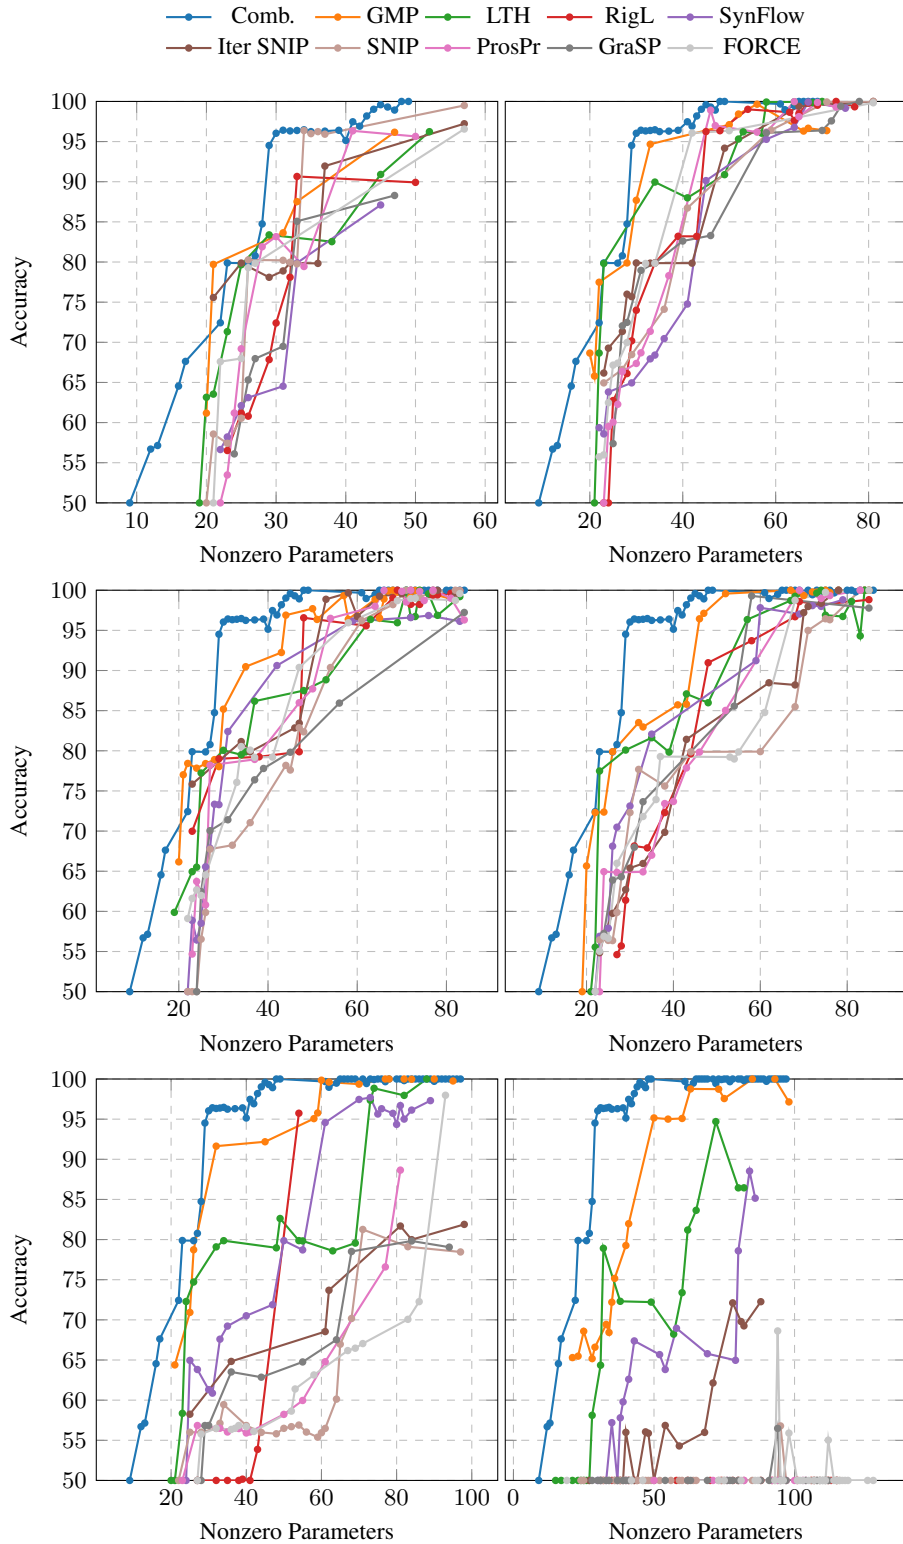 Comb. GMP LTH RigL SynFlow
Iter SNIP SNIP ProsPr GraSP FORCE
100
95
90
85
80
75
70
65
60
55
50
Accuracy
10 20 30 40 50 60
Nonzero Parameters
20 40 60 80
Nonzero Parameters
100
95
90
85
80
75
70
65
60
55
50
Accuracy
20 40 60 80
Nonzero Parameters
20 40 60 80
Nonzero Parameters
100
95
90
85
80
75
70
65
60
55
50
Accuracy
20 40 60 80 100
Nonzero Parameters
0 50 100
Nonzero Parameters